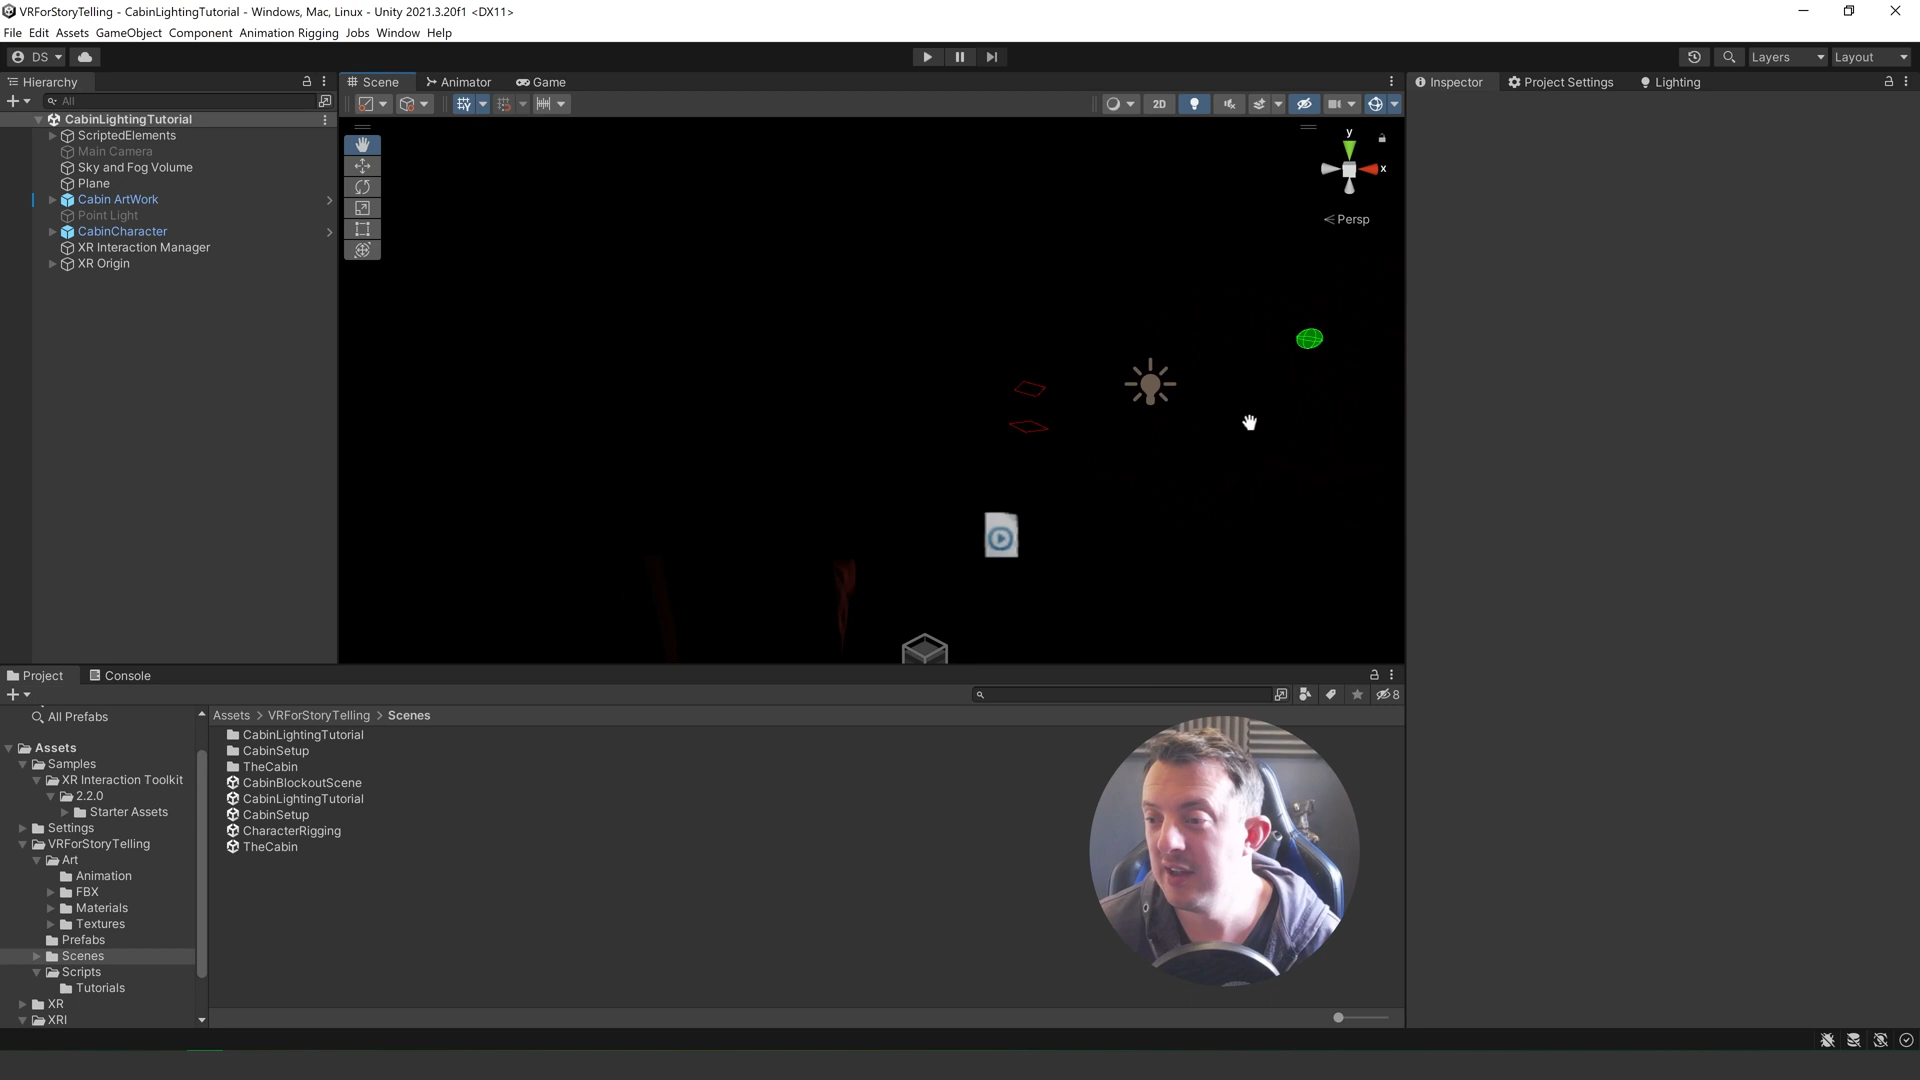 VRForStoryTelling - CabinLightingTutorial - Windows, Mac, Linux - Unity 2021.3.20f1 <DX11>
File Edit Assets GameObject Component Animation Rigging Jobs Window Help
DS Layers Layout
Hierarchy Scene Animator Game Inspector Project Settings Lighting
All 2D
CabinLightingTutorial
ScriptedElements
Main Camera
Sky and Fog Volume
Plane
Cabin ArtWork
Point Light
CabinCharacter
XR Interaction Manager
XR Origin
y
x
Persp
Project Console
8
All Prefabs
Assets > VRForStoryTelling > Scenes
Assets
Samples
XR Interaction Toolkit
2.2.0
Starter Assets
Settings
VRForStoryTelling
Art
Animation
FBX
Materials
Textures
Prefabs
Scenes
Scripts
Tutorials
XR
XRI
CabinLightingTutorial
CabinSetup
TheCabin
CabinBlockoutScene
CabinLightingTutorial
CabinSetup
CharacterRigging
TheCabin